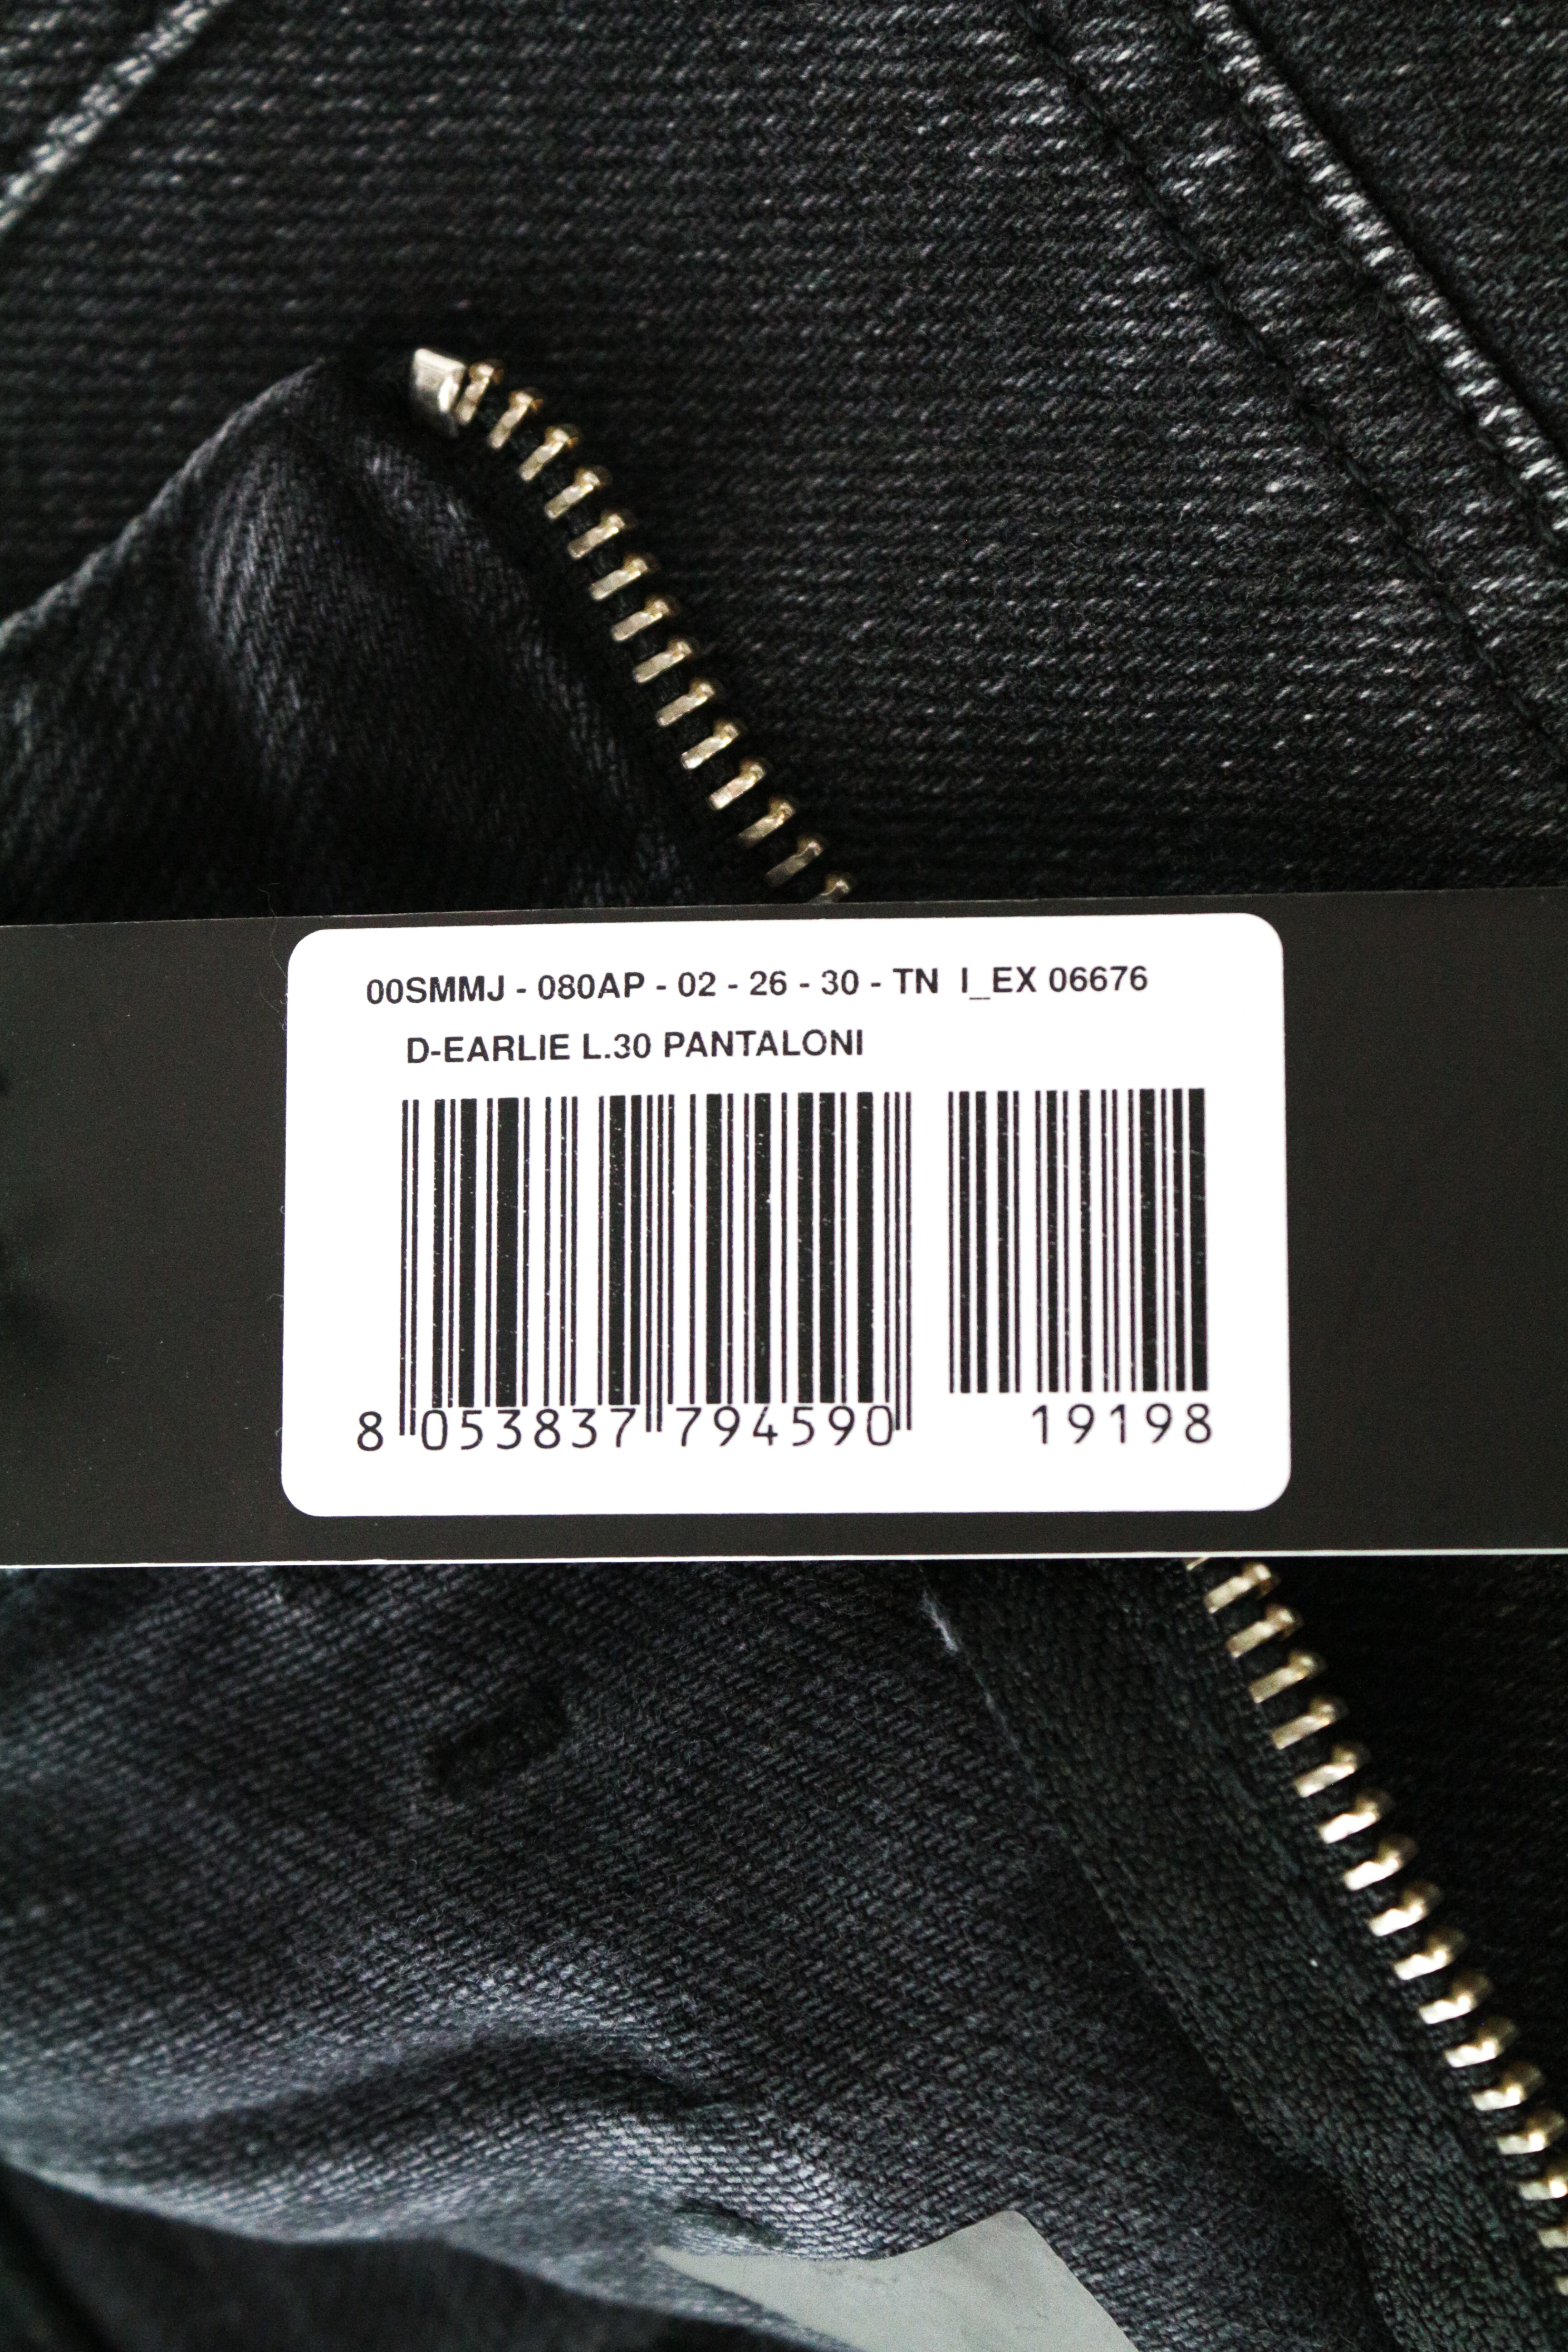 00SMMJ - 080AP - 02 - 26 - 30 - TN I_EX 06676
D-EARLIE L.30 PANTALONI
8 053837 794590 19198